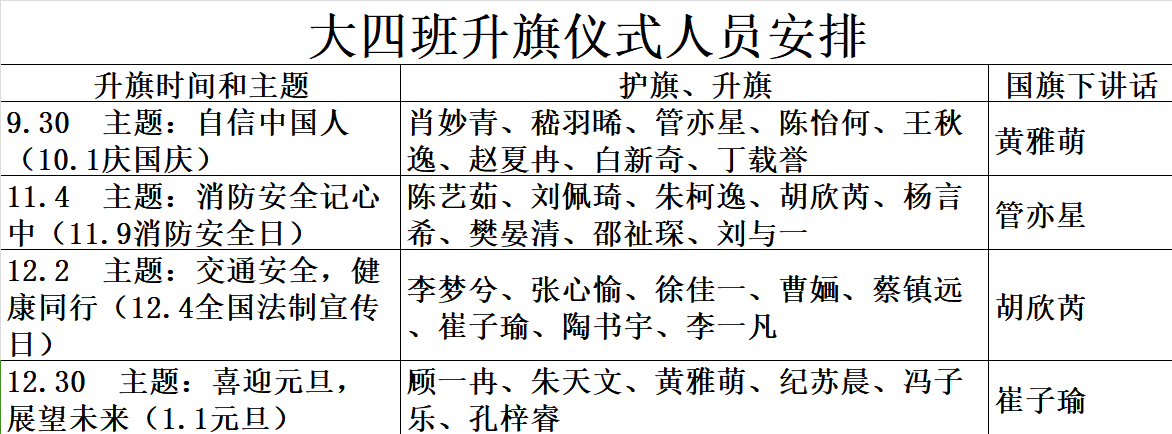 大四班升旗仪式人员安排
升旗时间和主题
护旗、升旗
国旗下讲话
9.30 主题：自信中国人
（10.1庆国庆）
肖妙青、嵇羽晞、管亦星、陈怡何、王秋
逸、赵夏冉、白新奇、丁载誉
黄雅萌
11.4 主题：消防安全记心
中（11.9消防安全日）
陈艺茹、刘佩琦、朱柯逸、胡欣芮、杨言
希、樊晏清、邵祉琛、刘与一
管亦星
12.2 主题：交通安全，健
康同行（12.4全国法制宣传
日）
李梦兮、张心愉、徐佳一、曹婳、蔡镇远
、崔子瑜、陶书宇、李一凡
胡欣芮
12.30 主题：喜迎元旦，
展望未来（1.1元旦）
顾一冉、朱天文、黄雅萌、纪苏晨、冯子
乐、孔梓睿
崔子瑜